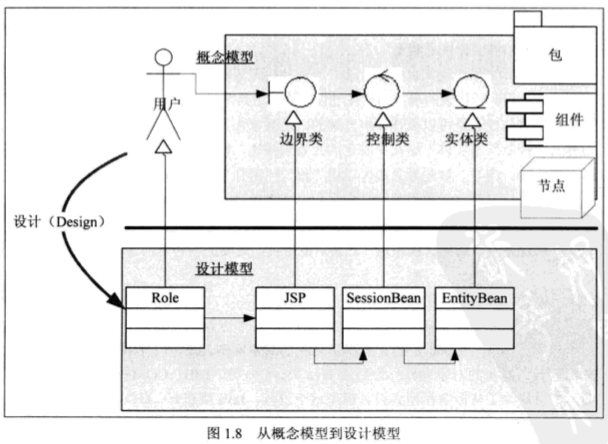 概念模型
包
用户
边界类
控制类
实体类
组件
节点
设计（Design）
设计模型
Role
JSP
SessionBean
EntityBean
图 1.8 从概念模型到设计模型